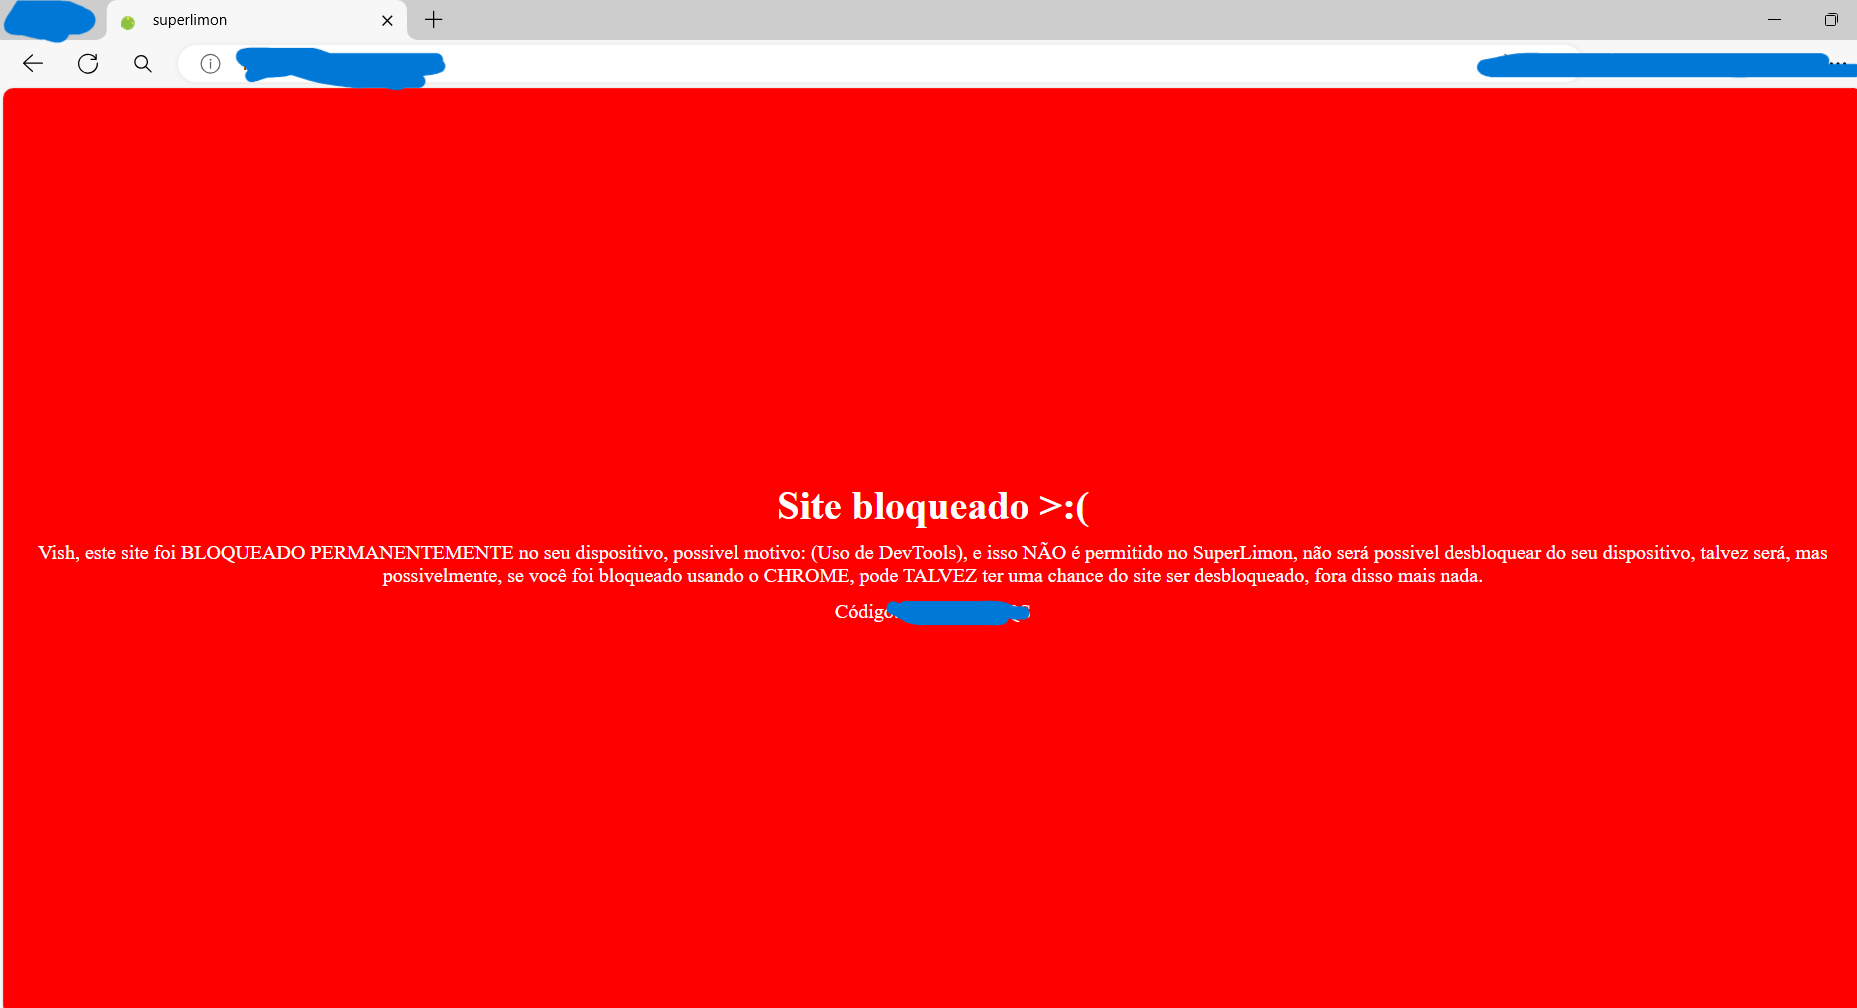 superlimon
Site bloqueado >:(
Vish, este site foi BLOQUEADO PERMANENTEMENTE no seu dispositivo, possivel motivo: (Uso de DevTools), e isso NÃO é permitido no SuperLimon, não será possivel desbloquear do seu dispositivo, talvez será, mas
possivelmente, se você foi bloqueado usando o CHROME, pode TALVEZ ter uma chance do site ser desbloqueado, fora disso mais nada.
Código: